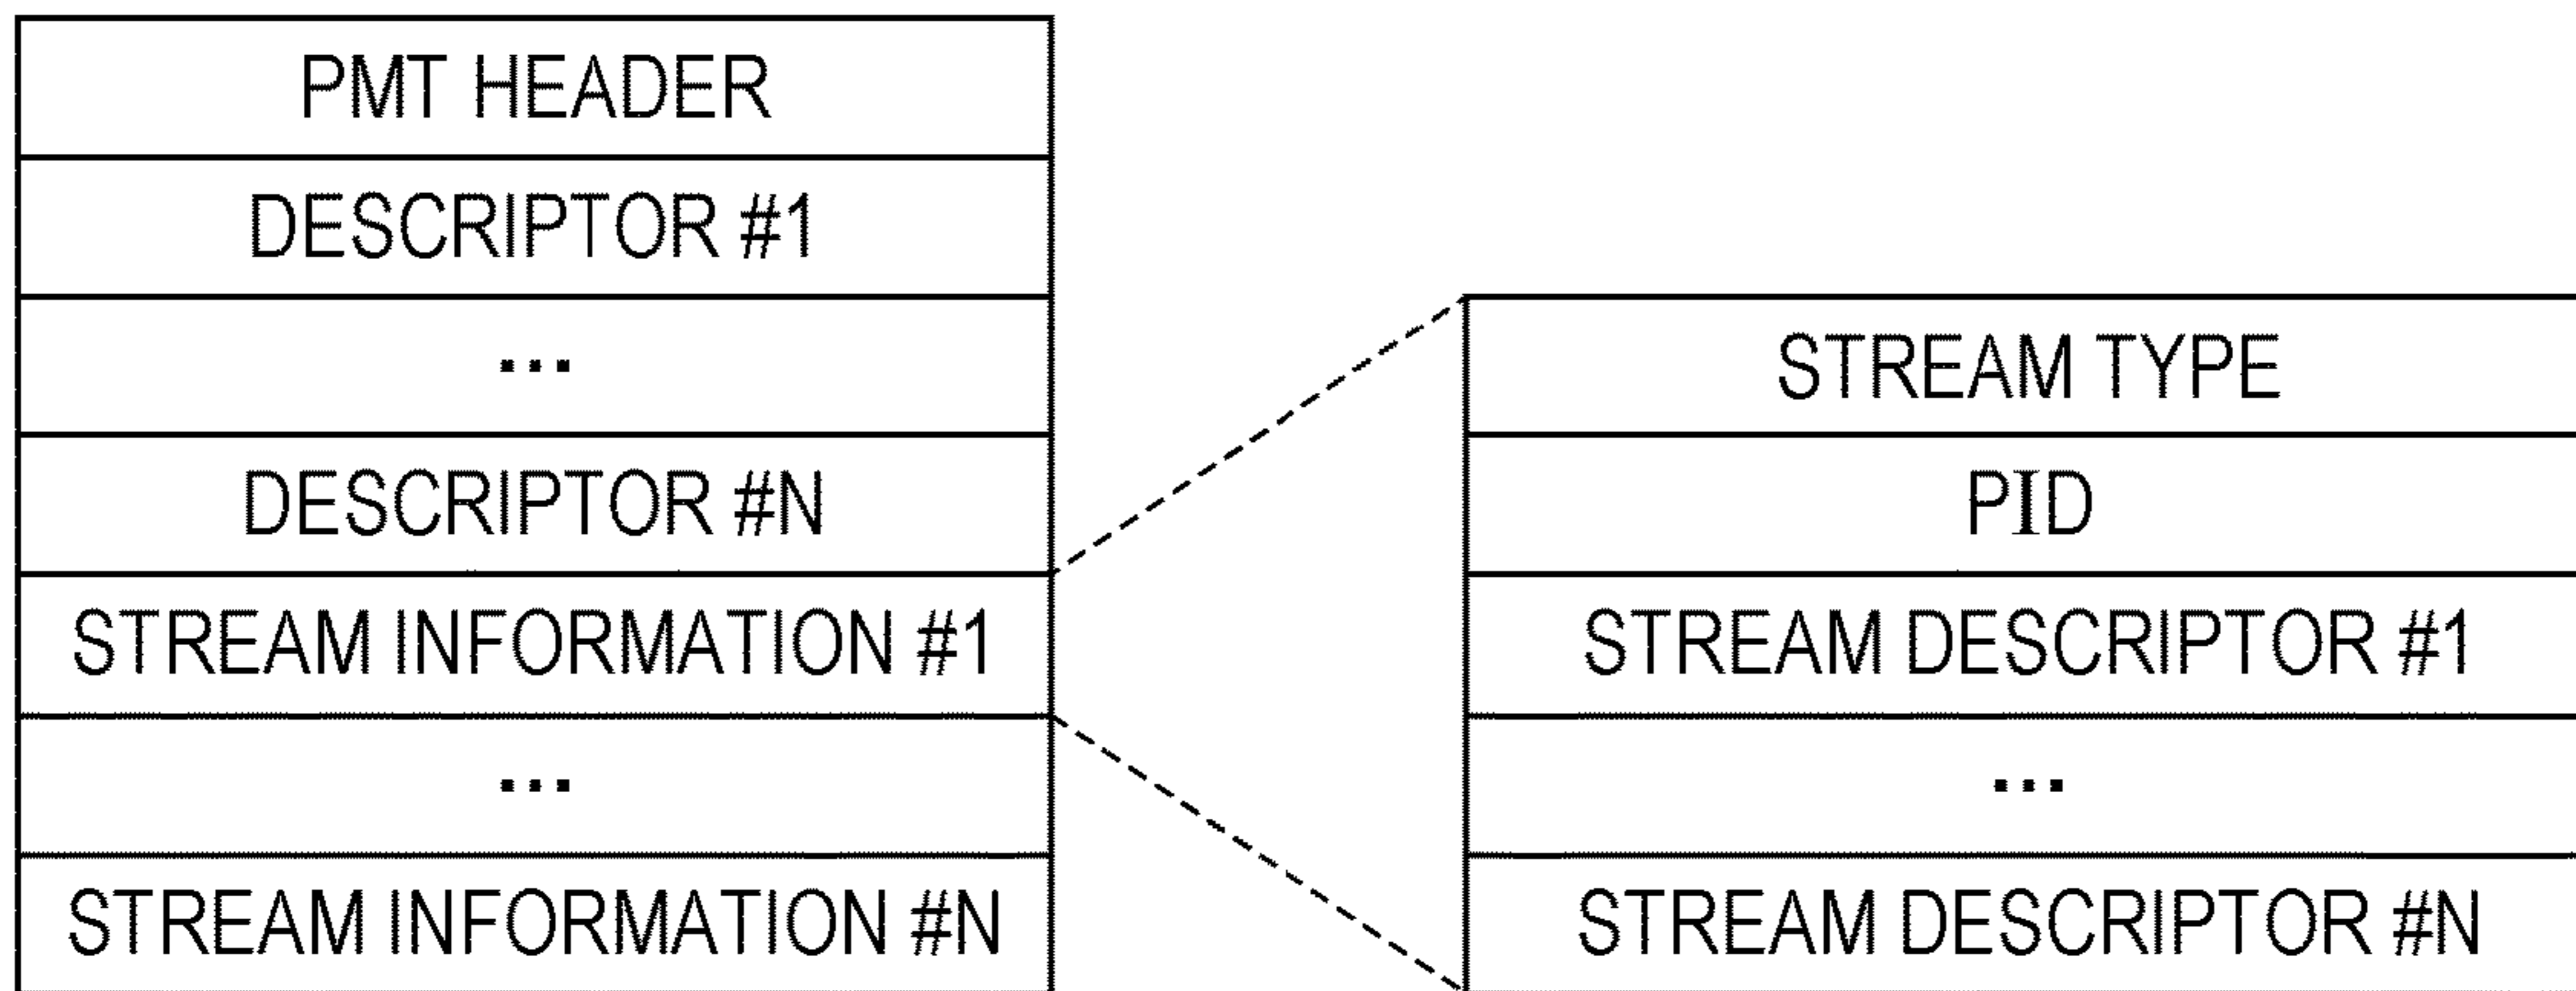 PMT HEADER
DESCRIPTOR #1
...
DESCRIPTOR #N
STREAM INFORMATION #1
...
STREAM INFORMATION #N
STREAM TYPE
PID
STREAM DESCRIPTOR #1
...
STREAM DESCRIPTOR #N